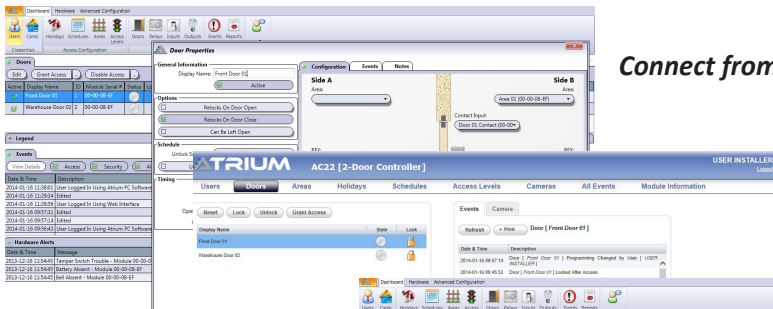 Dashboard Hardware Advanced Configuration
Users Cards Holidays Schedules Areas Access Levels Doors Relays Inputs Outputs Events Reports
Credentials Access Configuration
Doors
Edit Grant Access Disable Access
Active Display Name ID Module Serial # Status
Front Door 01 1 00-00-08-EF
Warehouse Door 02 2 00-00-08-EF
Legend
Events
View Details Access Security
Date & Time Description
2014-01-16 11:38:01 User Logged In Using Atrium PC Software
2014-01-16 11:29:34 Edited
2014-01-16 11:28:56 User Logged In Using Web Interface
2014-01-16 09:57:31 Edited
2014-01-16 09:57:14 Edited
2014-01-16 09:56:43 User Logged In Using Atrium PC Software
Hardware Alerts
Date & Time Message
2013-12-16 11:54:45 Tamper Switch Trouble - Module 00-00-0
2013-12-16 11:54:45 Battery Absent - Module 00-00-08-EF
2013-12-16 11:54:45 Bell Absent - Module 00-00-08-EF
Door Properties
General Information
Display Name: Front Door 01
Active
Options
Relocks On Door Open
Relocks On Door Close
Can Be Left Open
Schedule
Unlock S
Timing
Ope
Configuration Events Notes
Side A
Area:
Side B
Area:
Area 01 (00-00-08-EF)
Contact Input:
Door 01 Contact (00-00
REX:
REX:
Connect from
ATRIUM AC22 [2-Door Controller]
USER INSTALLER
Users Doors Areas Holidays Schedules Access Levels Cameras All Events Module Information
Reset Lock Unlock Grant Access
Display Name State Lock
Front Door 01
Warehouse Door 02
Events Camera
Refresh Print Door [ Front Door 01 ]
Date & Time Description
2014-01-16 09:57:14 Door [ Front Door 01 ] Programming Changed by User [ USER INSTALLER ]
2014-01-16 09:45:53 Door [ Front Door 01 ] Locked After Access
Dashboard Hardware Advanced Configuration
Users Cards Holidays Schedules Areas Access Doors Relays Inputs Outputs Events Reports